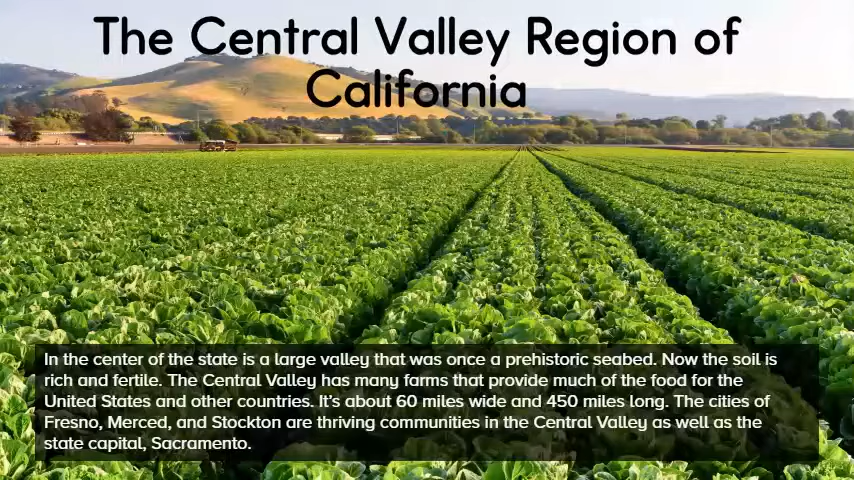 The Central Valley Region of
California
In the center of the state is a large valley that was once a prehistoric seabed. Now the soil is
rich and fertile. The Central Valley has many farms that provide much of the food for the
United States and other countries. It's about 60 miles wide and 450 miles long. The cities of
Fresno, Merced, and Stockton are thriving communities in the Central Valley as well as the
state capital, Sacramento.